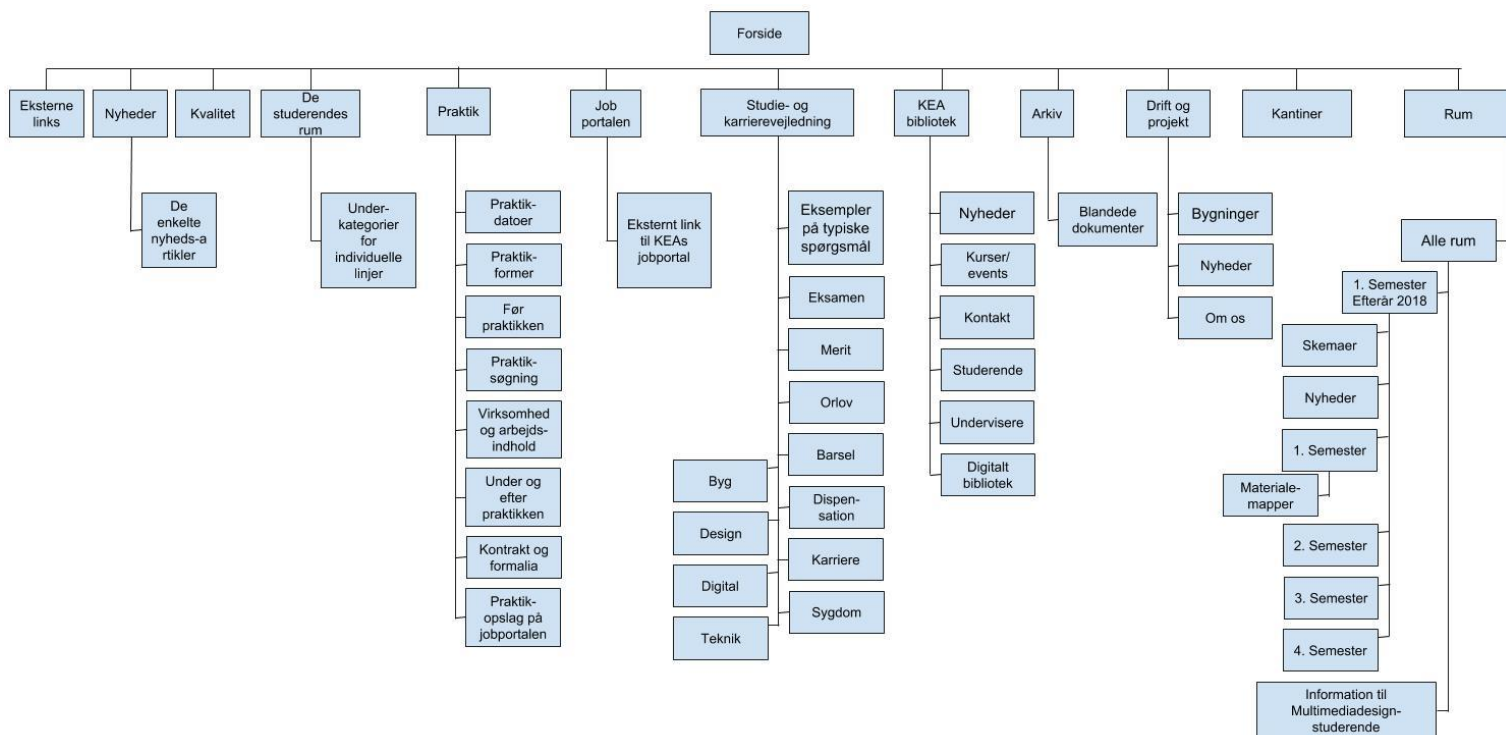 Forside
Eksterne
links
Nyheder
Kvalitet
De
studerendes
rum
Praktik
Job
portalen
Studie- og
karrierevejledning
KEA
bibliotek
Arkiv
Drift og
projekt
Kantiner
Rum
De
enkelte
nyheds-a
rtikler
Under-
kategorier
for
individuelle
linjer
Praktik-
datoer
Praktik-
former
Før
praktikken
Praktik-
søgning
Virksomhed
og arbejds-
indhold
Under og
efter
praktikken
Kontrakt og
formalia
Praktik-
opslag på
jobportalen
Eksternt link
til KEAs
jobportal
Eksempler
på typiske
spørgsmål
Eksamen
Merit
Orlov
Barsel
Dispen-
sation
Karriere
Sygdom
Byg
Design
Digital
Teknik
Nyheder
Kurser/
events
Kontakt
Studerende
Undervisere
Digitalt
bibliotek
Blandede
dokumenter
Bygninger
Nyheder
Om os
Alle rum
1. Semester
Efterår 2018
Skemaer
Nyheder
1. Semester
Materiale-
mapper
2. Semester
3. Semester
4. Semester
Information til
Multimediadesign-
studerende